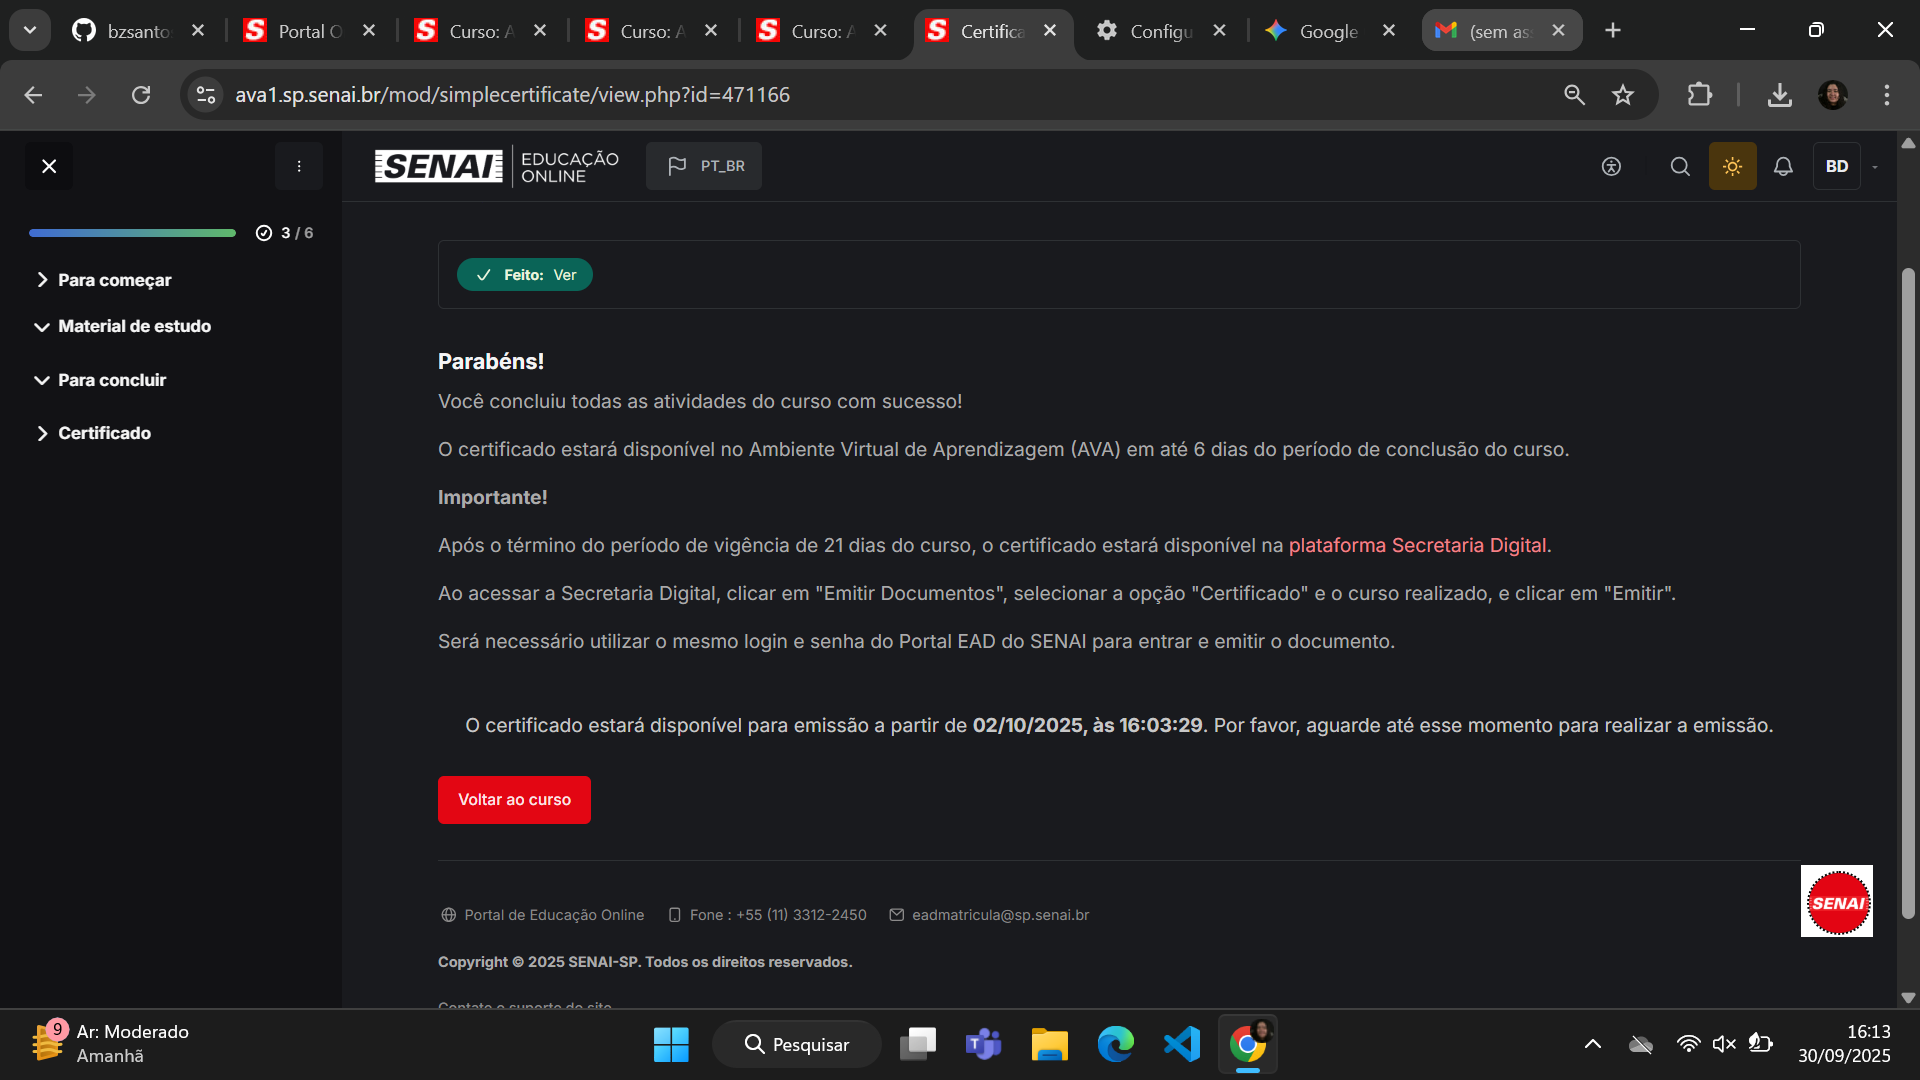 bzsanto
Portal O
Curso: A
Curso: A
Curso: A
Certifica
Configu
Google
(sem as
ava1.sp.senai.br/mod/simplecertificate/view.php?id=471166
SENAI EDUCAÇÃO ONLINE
PT_BR
BD
3 / 6
Para começar
Material de estudo
Para concluir
Certificado
Feito: Ver
Parabéns!
Você concluiu todas as atividades do curso com sucesso!
O certificado estará disponível no Ambiente Virtual de Aprendizagem (AVA) em até 6 dias do período de conclusão do curso.
Importante!
Após o término do período de vigência de 21 dias do curso, o certificado estará disponível na plataforma Secretaria Digital.
Ao acessar a Secretaria Digital, clicar em "Emitir Documentos", selecionar a opção "Certificado" e o curso realizado, e clicar em "Emitir".
Será necessário utilizar o mesmo login e senha do Portal EAD do SENAI para entrar e emitir o documento.
O certificado estará disponível para emissão a partir de 02/10/2025, às 16:03:29. Por favor, aguarde até esse momento para realizar a emissão.
Voltar ao curso
Portal de Educação Online
Fone : +55 (11) 3312-2450
eadmatricula@sp.senai.br
SENAI
Copyright © 2025 SENAI-SP. Todos os direitos reservados.
Contato e suporte do site
9
Ar: Moderado
Amanhã
Pesquisar
16:13
30/09/2025